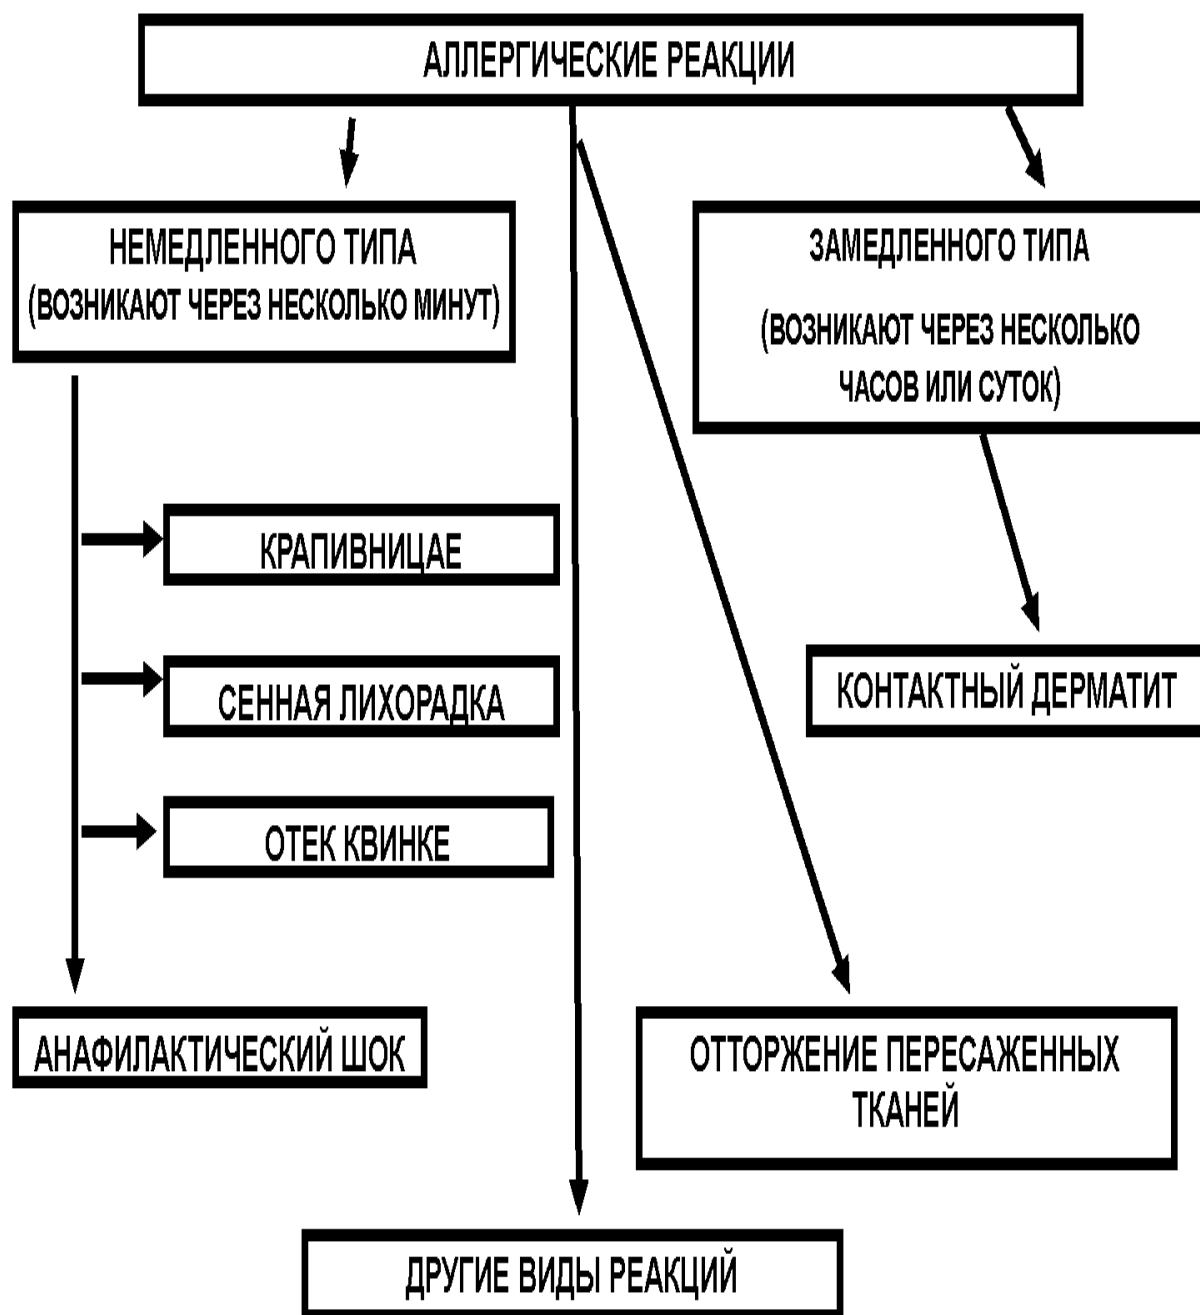 АЛЛЕРГИЧЕСКИЕ РЕАКЦИИ
НЕМЕДЛЕННОГО ТИПА
(ВОЗНИКАЮТ ЧЕРЕЗ НЕСКОЛЬКО МИНУТ)
ЗАМЕДЛЕННОГО ТИПА
(ВОЗНИКАЮТ ЧЕРЕЗ НЕСКОЛЬКО
ЧАСОВ ИЛИ СУТОК)
КРАПИВНИЦАЕ
СЕННАЯ ЛИХОРАДКА
КОНТАКТНЫЙ ДЕРМАТИТ
ОТЕК КВИНКЕ
АНАФИЛАКТИЧЕСКИЙ ШОК
ОТТОРЖЕНИЕ ПЕРЕСАЖЕННЫХ
ТКАНЕЙ
ДРУГИЕ ВИДЫ РЕАКЦИЙ